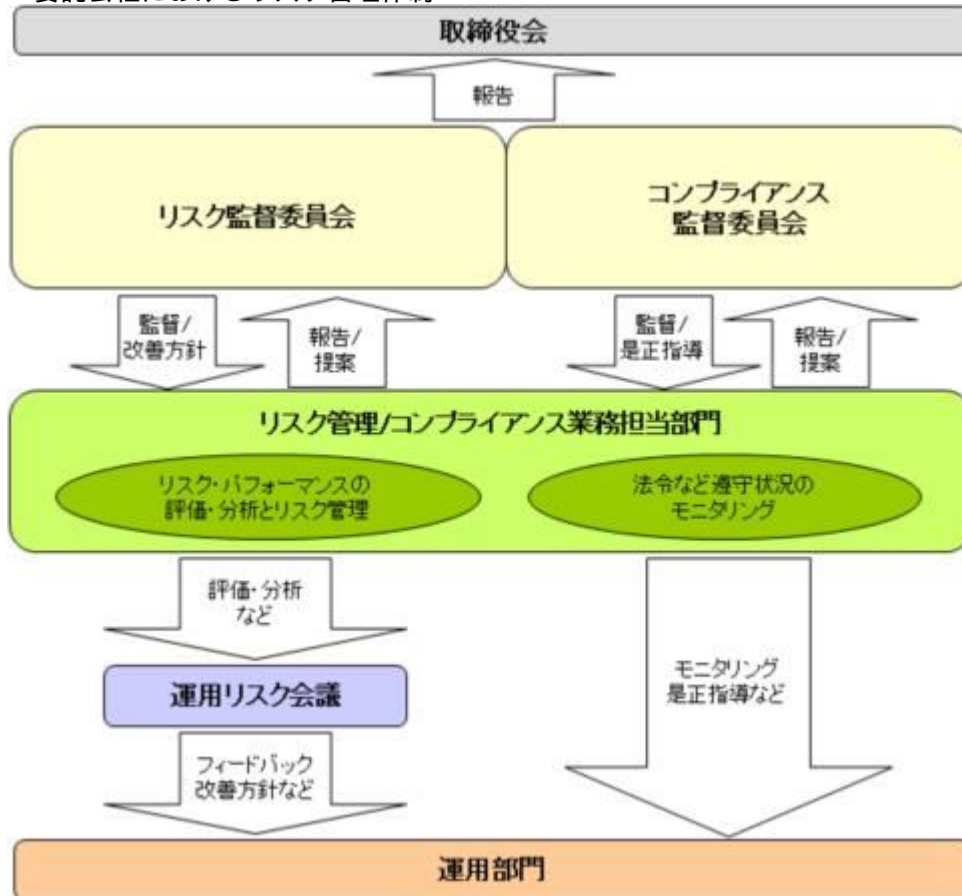 取締役会
報告
リスク監督委員会
コンプライアンス
監督委員会
監督/
改善方針
報告/
提案
監督/
是正指導
報告/
提案
リスク管理/コンプライアンス業務担当部門
リスク・パフォーマンスの
評価・分析とリスク管理
法令など遵守状況の
モニタリング
評価・分析
など
運用リスク会議
モニタリング
是正指導など
フィードバック
改善方針など
運用部門